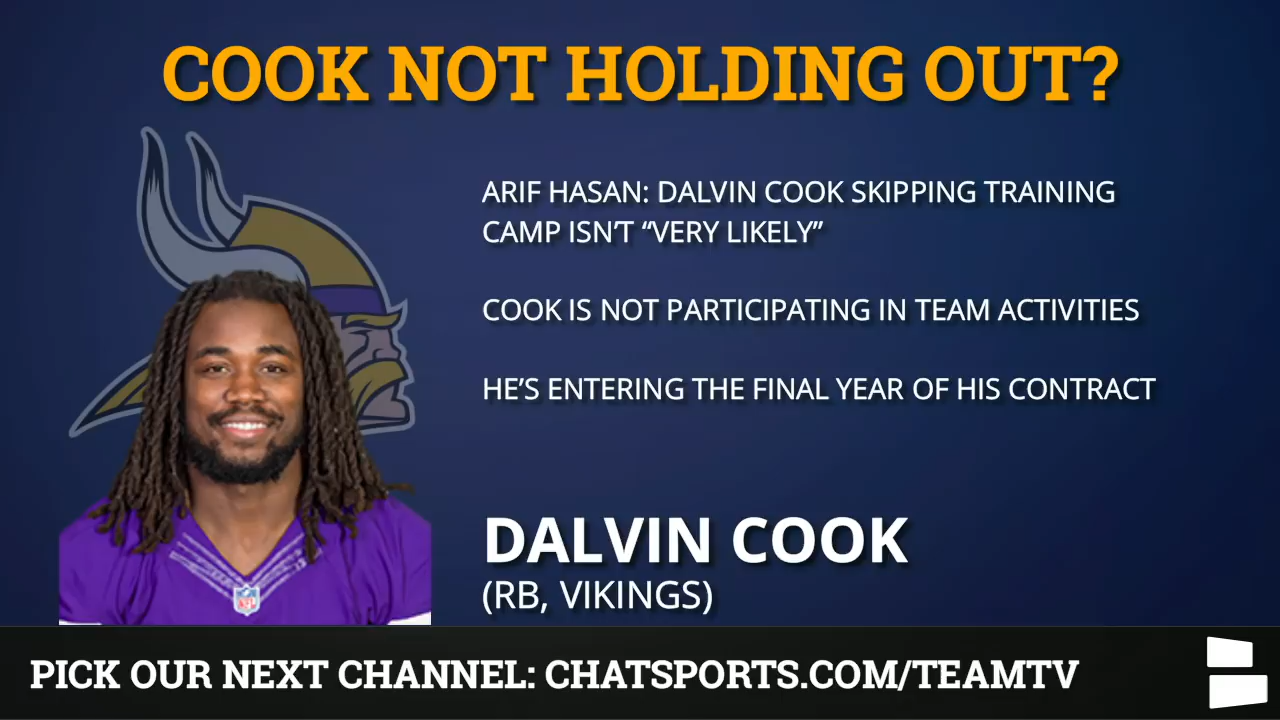 COOK NOT HOLDING OUT?
ARIF HASAN: DALVIN COOK SKIPPING TRAINING
CAMP ISN'T “VERY LIKELY”
COOK IS NOT PARTICIPATING IN TEAM ACTIVITIES
HE’S ENTERING THE FINAL YEAR OF HIS CONTRACT
NFL
DALVIN COOK
(RB, VIKINGS)
PICK OUR NEXT CHANNEL: CHATSPORTS.COM/TEAMTV